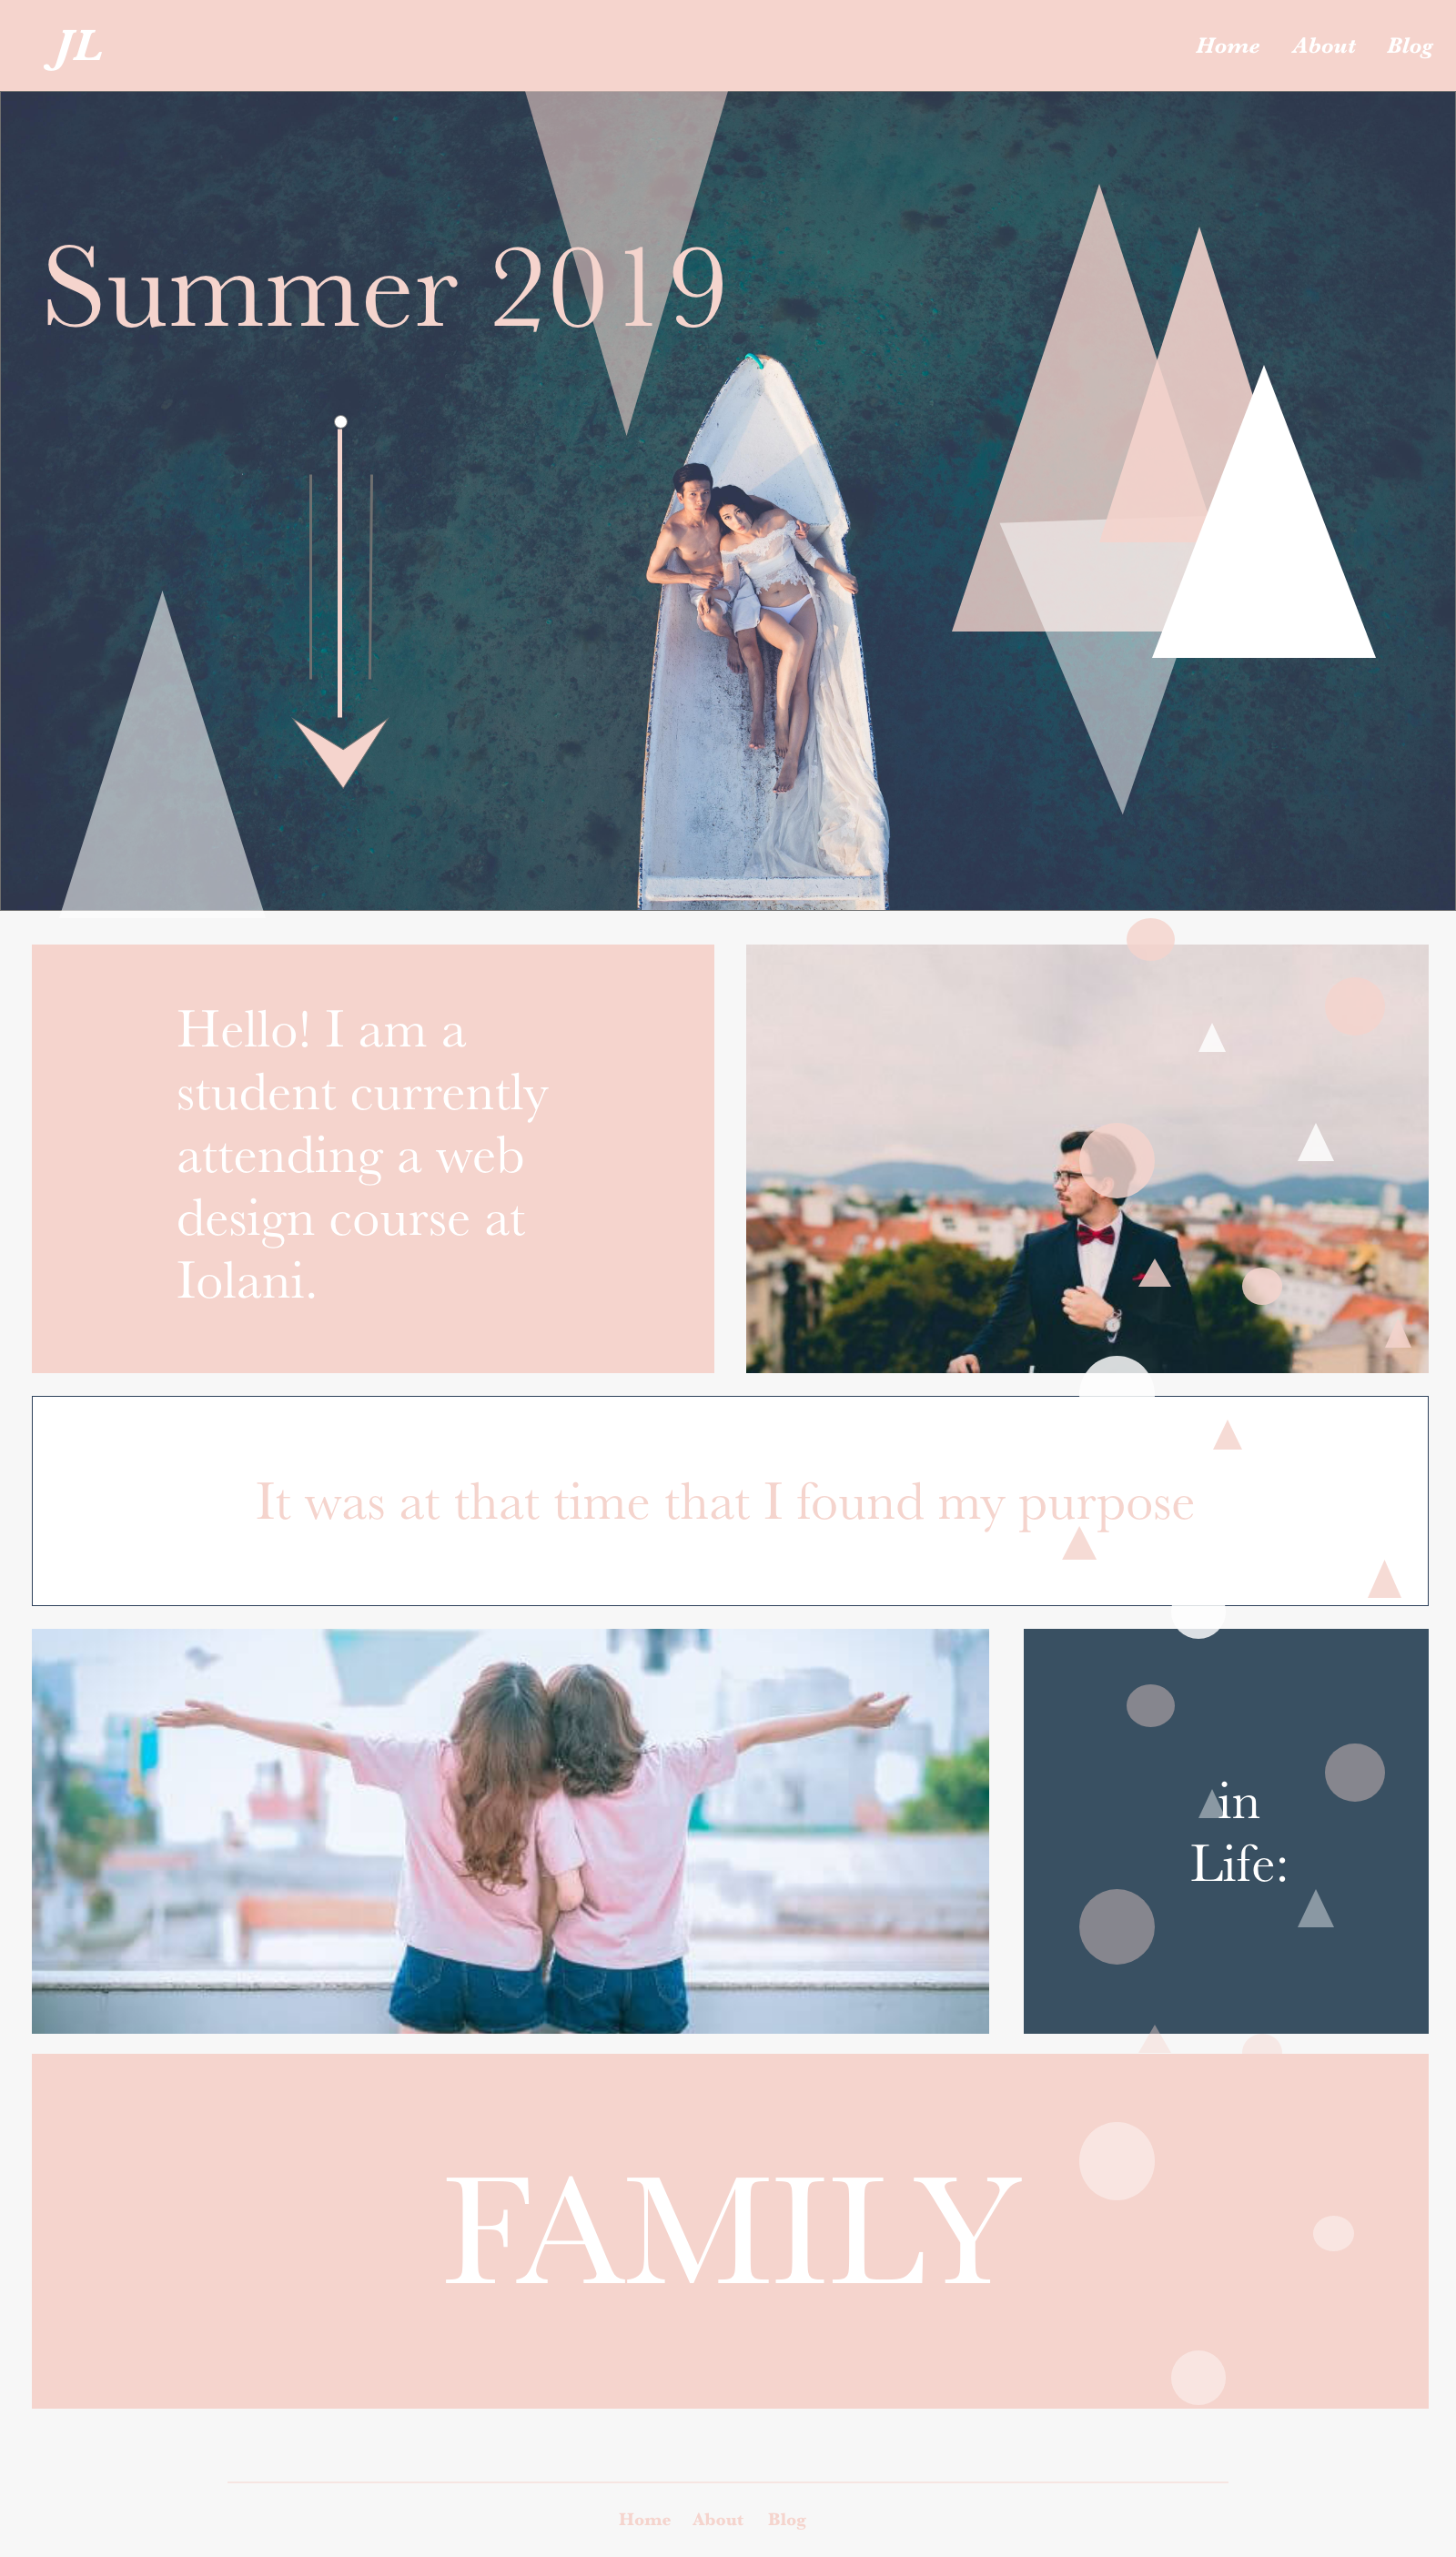 JL
Home About Blog
Summer 2019
Hello! I am a
student currently
attending a web
design course at
Iolani.
It was at that time that I found my purpose
in
Life:
FAMILY
Home About Blog